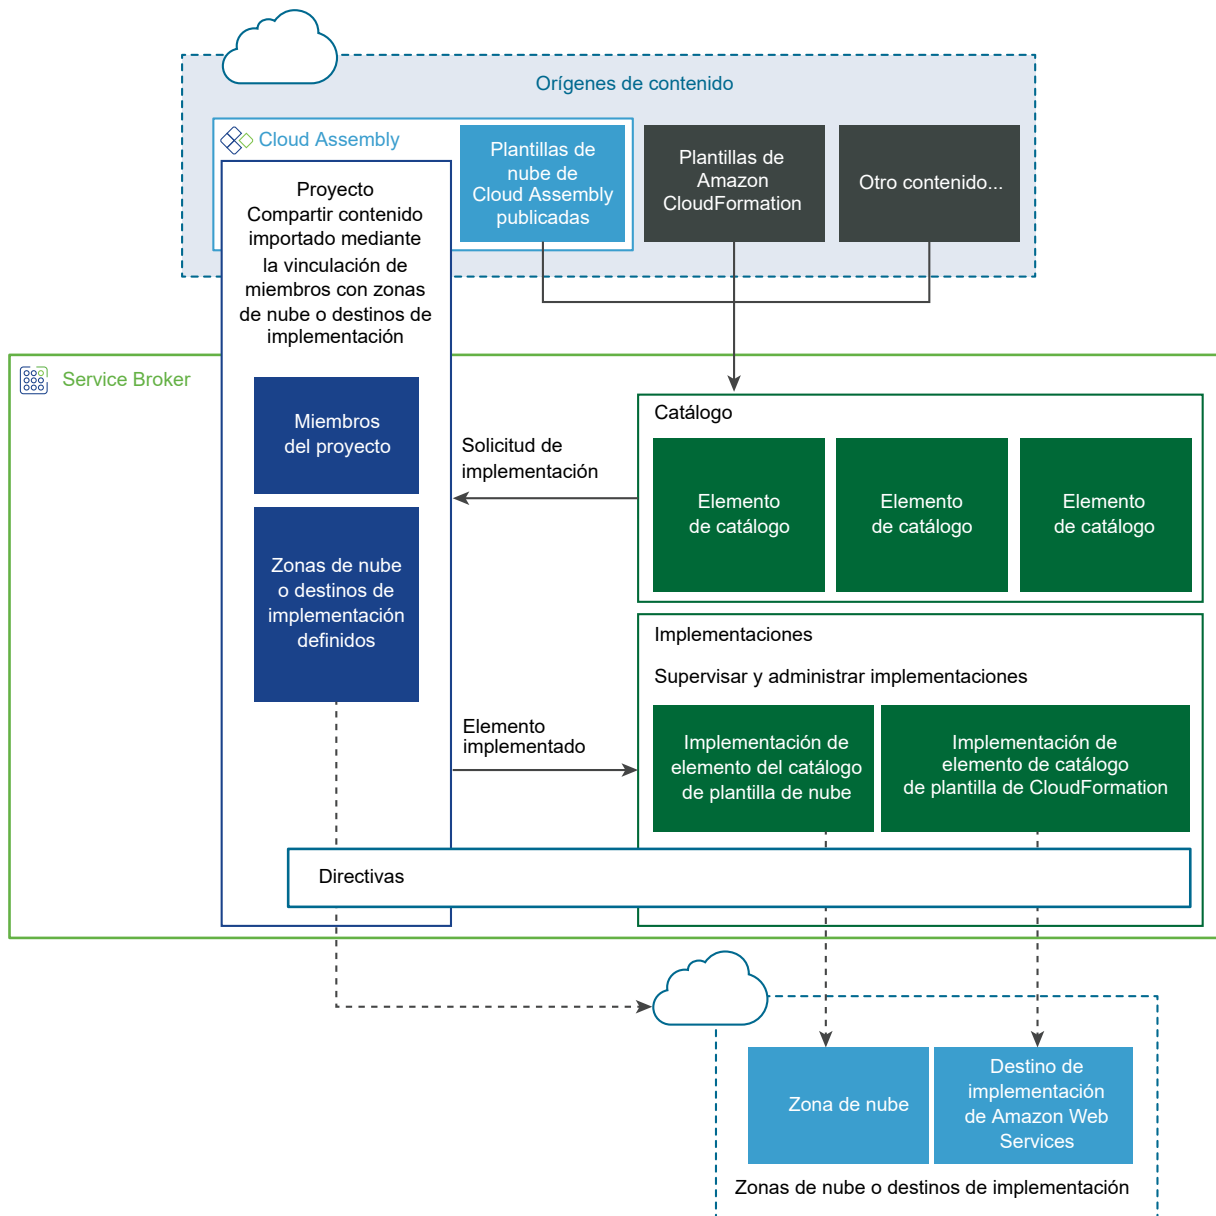 Orígenes de contenido
Cloud Assembly
Plantillas de
nube de
Cloud Assembly
publicadas
Plantillas de
Amazon
CloudFormation
Otro contenido...
Proyecto
Compartir contenido
importado mediante
la vinculación de
miembros con zonas
de nube o destinos de
implementación
Service Broker
Miembros
del proyecto
Zonas de nube
o destinos de
implementación
definidos
Solicitud de
implementación
Catálogo
Elemento
de catálogo
Elemento
de catálogo
Elemento
de catálogo
Implementaciones
Supervisar y administrar implementaciones
Elemento
implementado
Implementación de
elemento del catálogo
de plantilla de nube
Implementación de
elemento de catálogo
de plantilla de CloudFormation
Directivas
Zona de nube
Destino de
implementación
de Amazon Web
Services
Zonas de nube o destinos de implementación